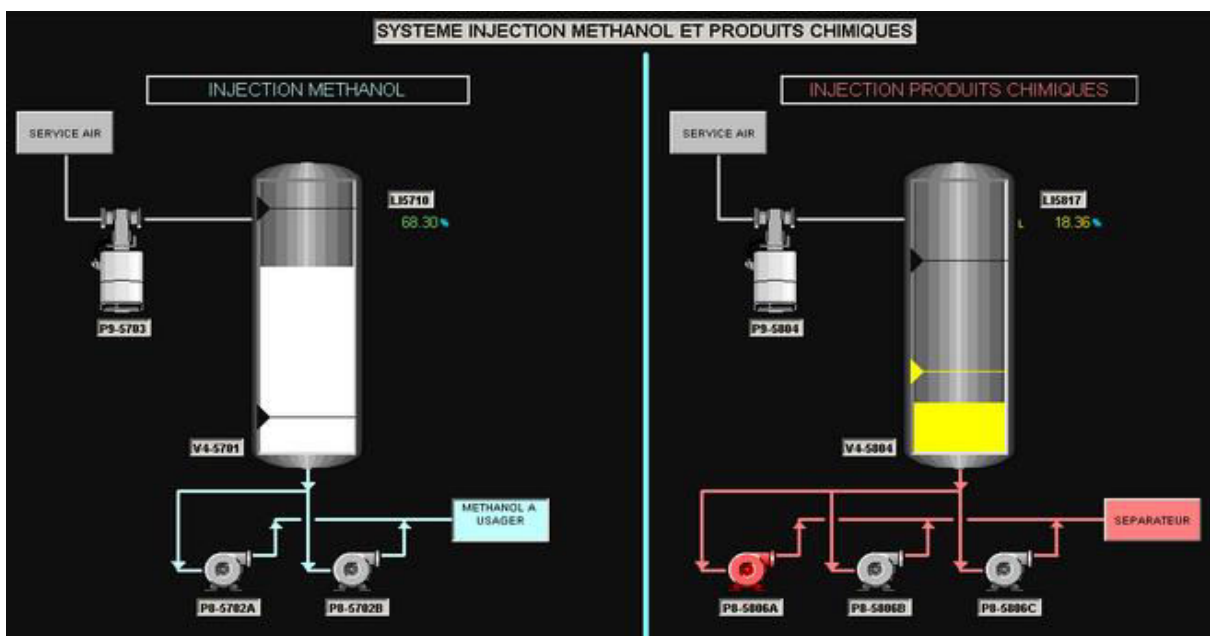 SYSTEME INJECTION METHANOL ET PRODUITS CHIMIQUES
INJECTION METHANOL
SERVICE AIR
LI5710
68.30 %
P9-5703
V4-5701
METHANOL A
USAGER
P8-5702A
P8-5702B
INJECTION PRODUITS CHIMIQUES
SERVICE AIR
LI5817
L 18.36 %
P9-5804
V4-5804
SEPARATEUR
P8-5806A
P8-5806B
P8-5806C